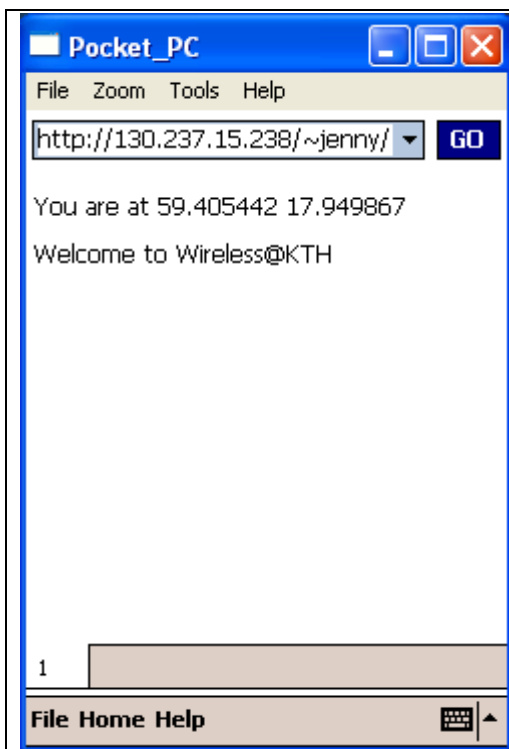 Pocket_PC
File Zoom Tools Help
http://130.237.15.238/~jenny/ GO
You are at 59.405442 17.949867
Welcome to Wireless@KTH
1
File Home Help